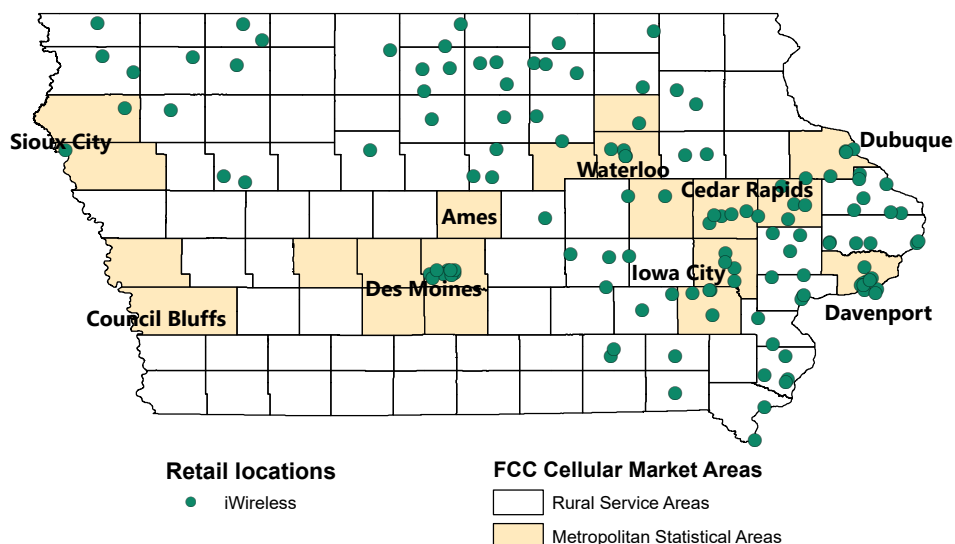 Sioux City
Dubuque
Waterloo
Cedar Rapids
Ames
Iowa City
Des Moines
Council Bluffs
Davenport
Retail locations
iWireless
FCC Cellular Market Areas
Rural Service Areas
Metropolitan Statistical Areas